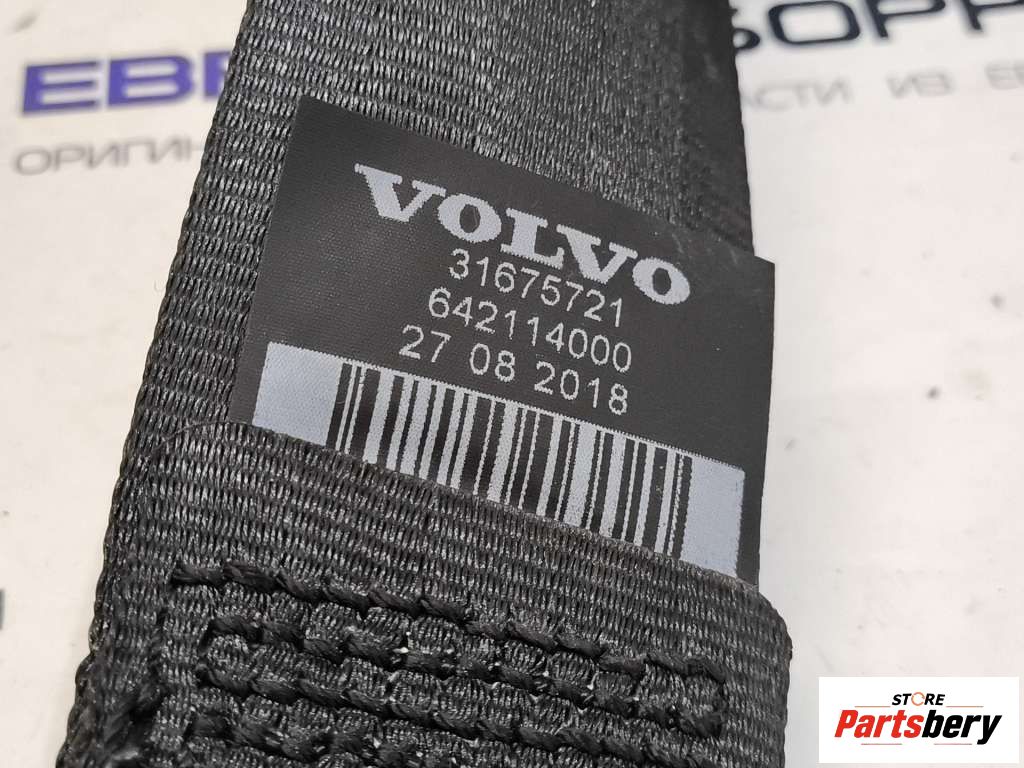 VOLVO
31675721
642114000
27 08 2018
STORE
Partsbery